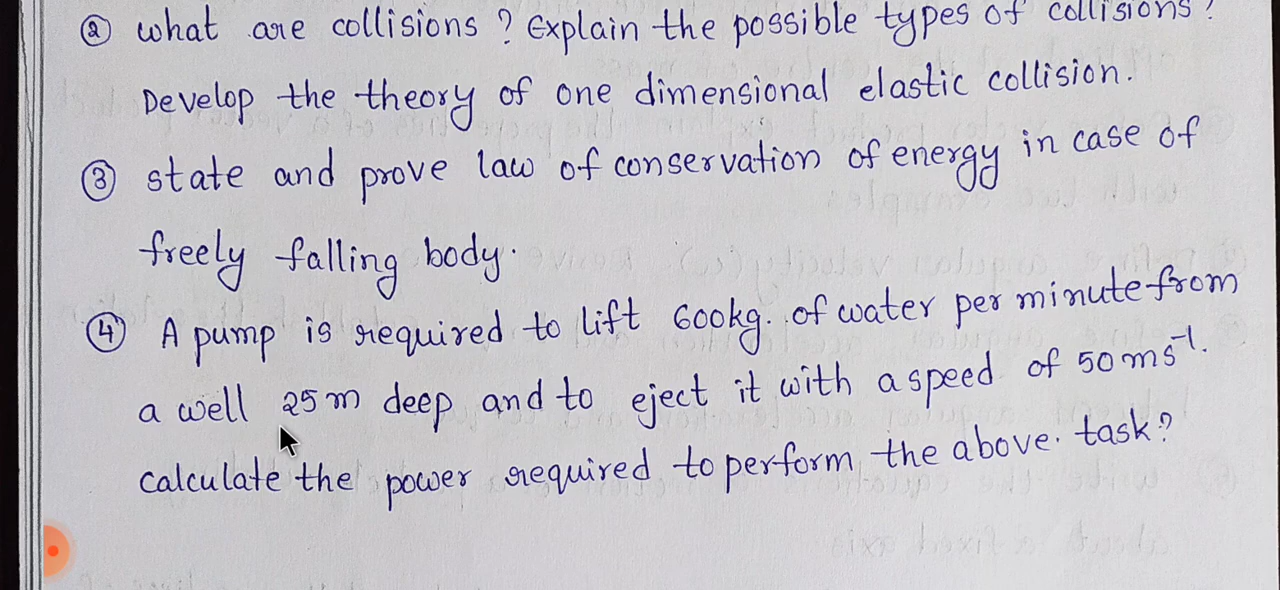 ② what are collisions ? Explain the possible types of collisions ?
Develop the theory of one dimensional elastic collision.
③ state and prove law of conservation of energy in case of
freely falling body.
④ A pump is required to lift 600kg. of water per minute from
a well 25m deep and to eject it with a speed of 50 ms⁻¹.
calculate the power required to perform the above. task?